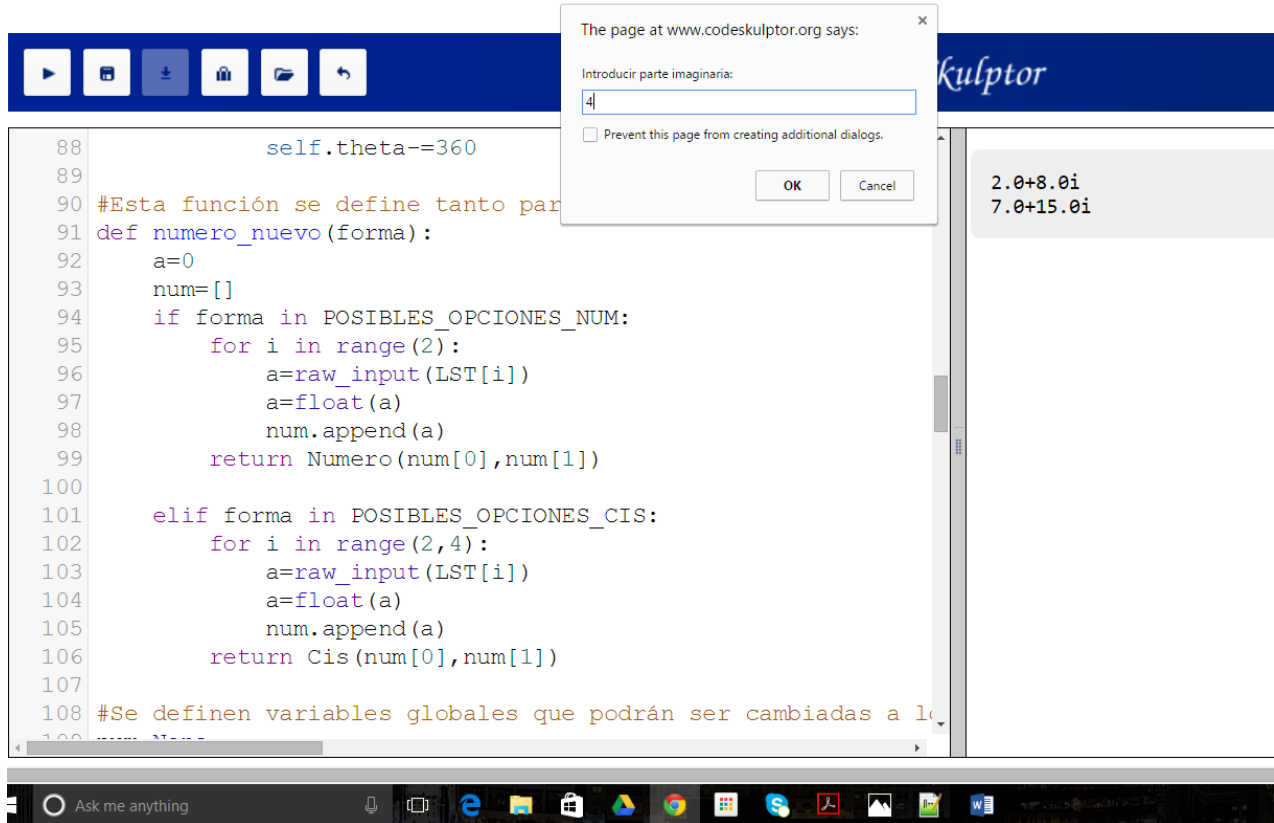 The page at www.codeskulptor.org says:
Introducir parte imaginaria:
4
Prevent this page from creating additional dialogs.
OK Cancel
kulptor
88 self.theta-=360
89
90 #Esta función se define tanto par
91 def numero_nuevo(forma):
92 a=0
93 num=[]
94 if forma in POSIBLES_OPCIONES_NUM:
95 for i in range(2):
96 a=raw_input(LST[i])
97 a=float(a)
98 num.append(a)
99 return Numero(num[0],num[1])
100
101 elif forma in POSIBLES_OPCIONES_CIS:
102 for i in range(2,4):
103 a=raw_input(LST[i])
104 a=float(a)
105 num.append(a)
106 return Cis(num[0],num[1])
107
108 #Se definen variables globales que podrán ser cambiadas a lo
2.0+8.0i
7.0+15.0i
Ask me anything